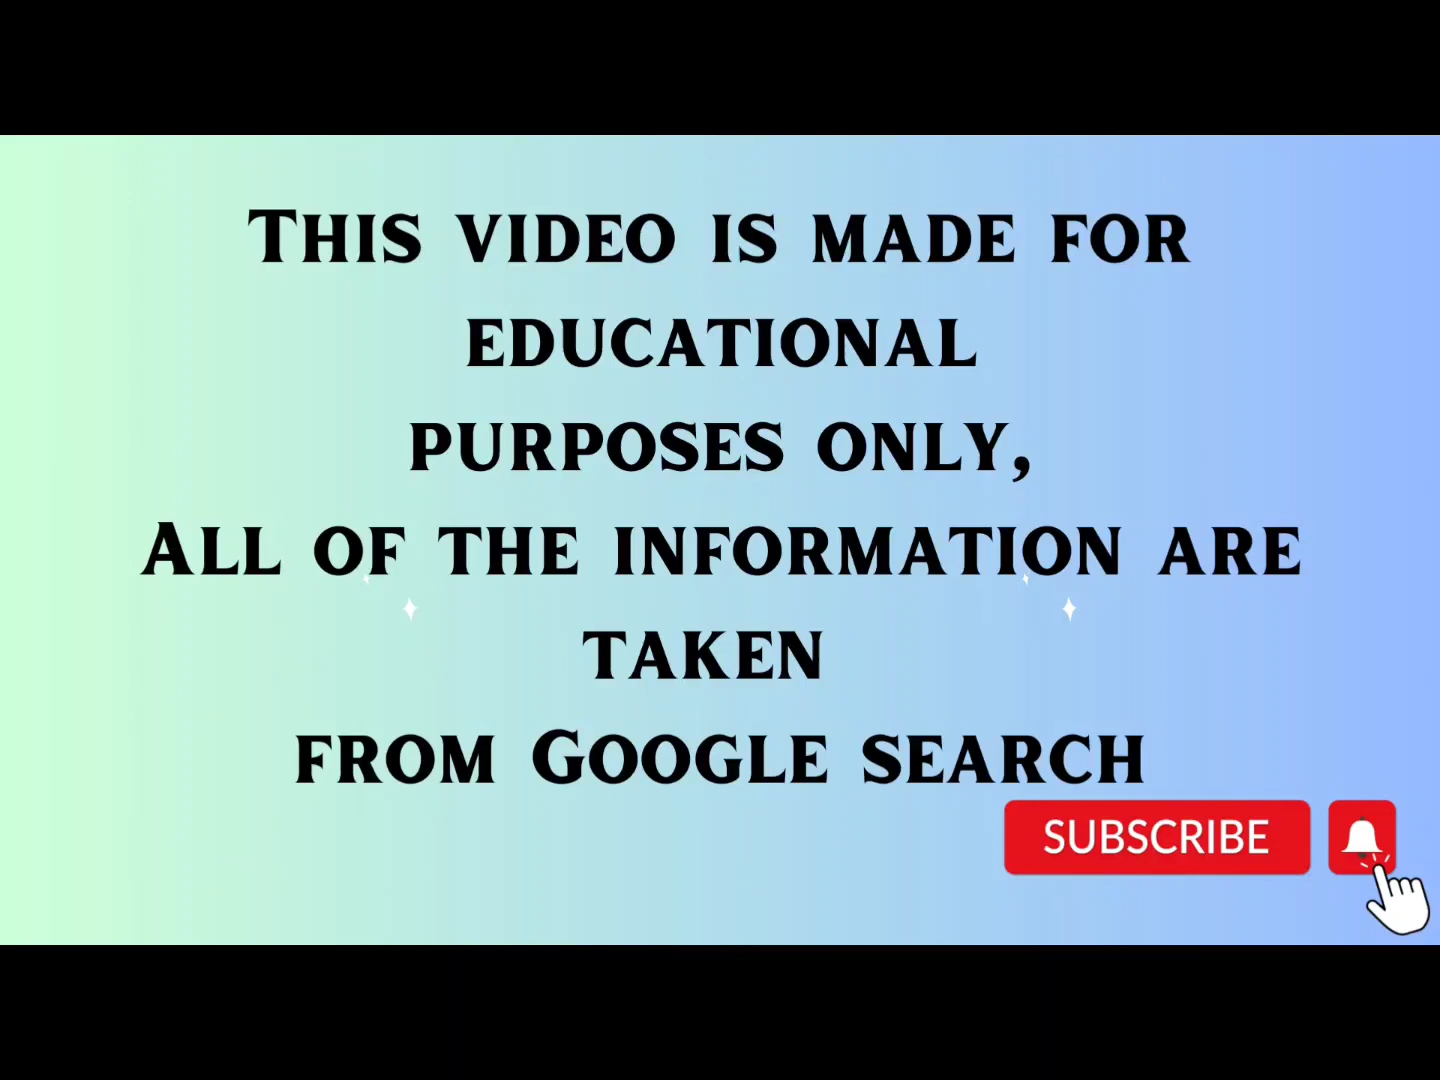 This video is made for
educational
purposes only,
All of the information are
taken
from Google search
SUBSCRIBE